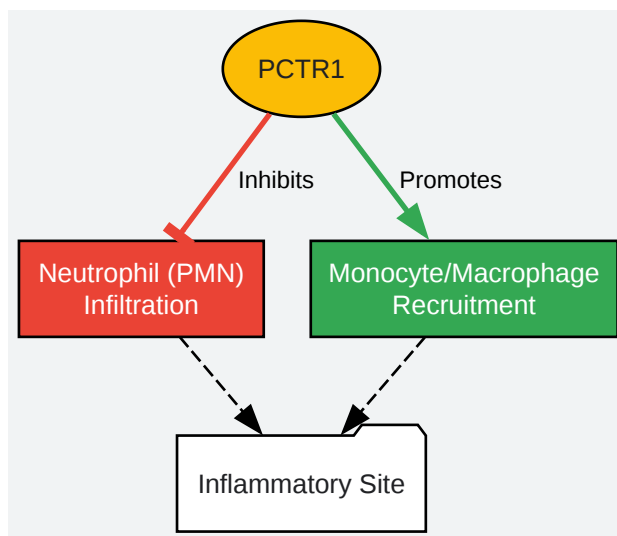 PCTR1
Inhibits
Promotes
Neutrophil (PMN)
Infiltration
Monocyte/Macrophage
Recruitment
Inflammatory Site